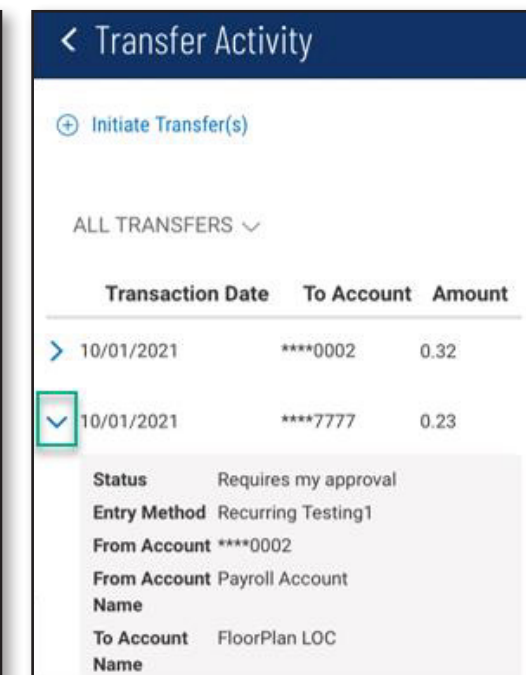 Transfer Activity
Initiate Transfer(s)
ALL TRANSFERS
Transaction Date To Account Amount
10/01/2021 ****0002 0.32
10/01/2021 ****7777 0.23
Status Requires my approval
Entry Method Recurring Testing1
From Account ****0002
From Account Payroll Account
Name
To Account FloorPlan LOC
Name